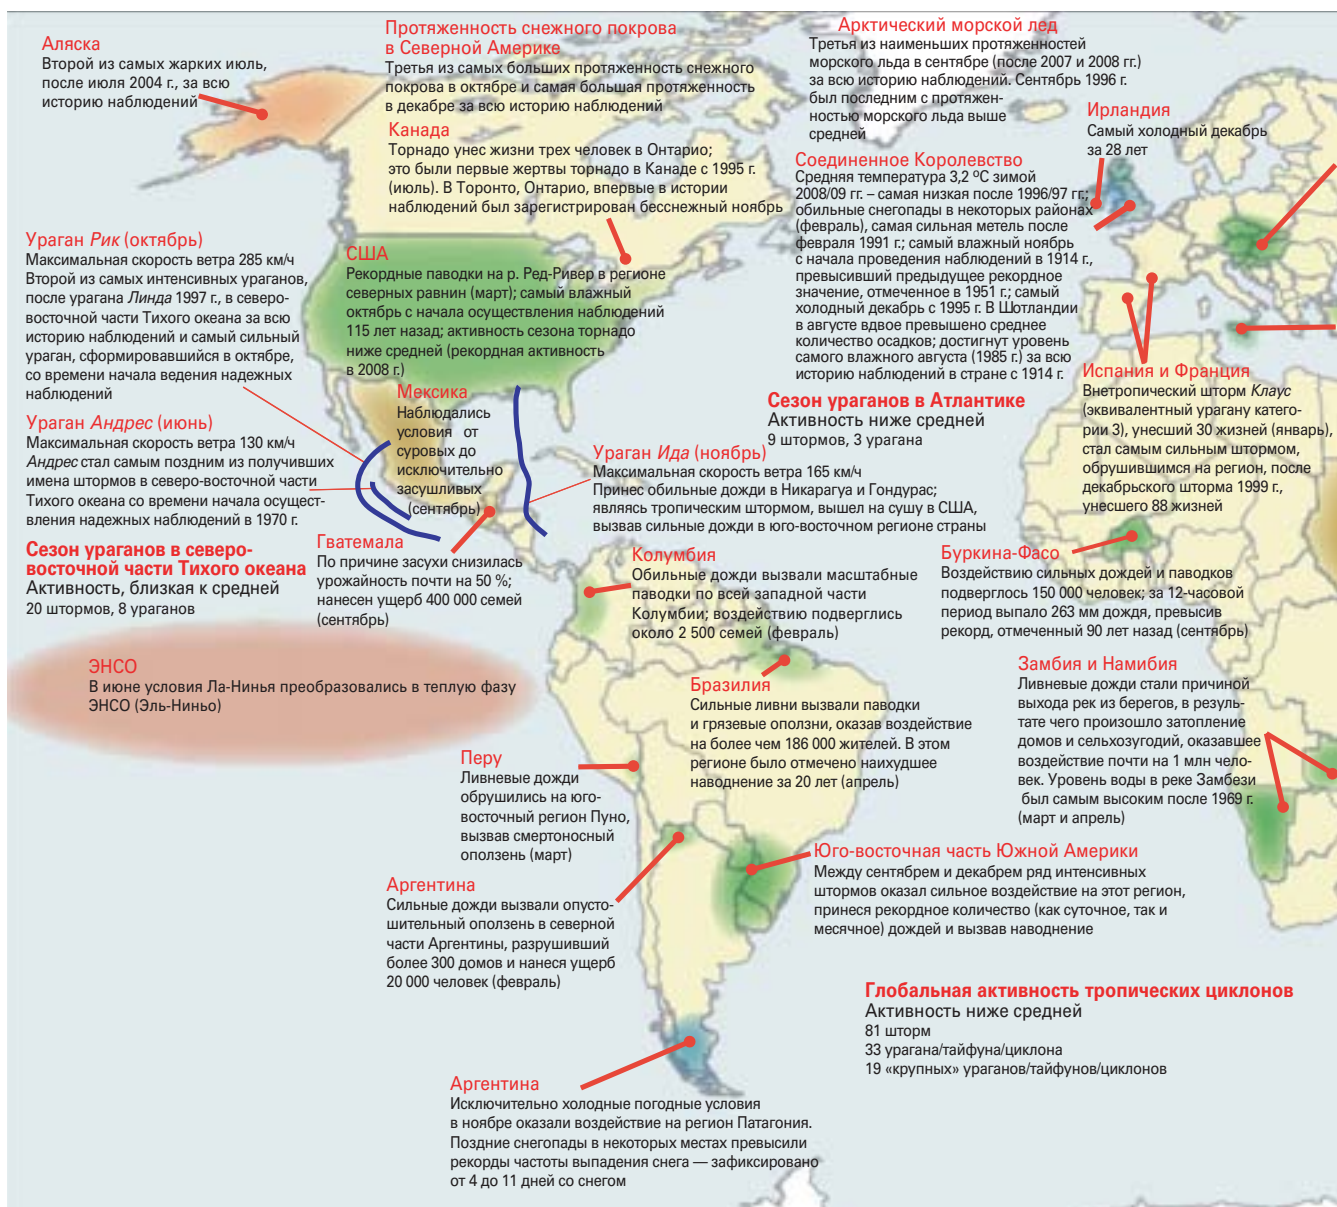 Аляска
Второй из самых жарких июль,
после июля 2004 г., за всю
историю наблюдений
Протяженность снежного покрова
в Северной Америке
Третья из самых больших протяженность снежного
покрова в октябре и самая большая протяженность
в декабре за всю историю наблюдений
Канада
Торнадо унес жизни трех человек в Онтарио;
это были первые жертвы торнадо в Канаде с 1995 г.
(июль). В Торонто, Онтарио, впервые в истории
наблюдений был зарегистрирован бесснежный ноябрь
Арктический морской лед
Третья из наименьших протяженностей
морского льда в сентябре (после 2007 и 2008 гг.)
за всю историю наблюдений. Сентябрь 1996 г.
был последним с протяжен-
ностью морского льда выше
средней
Ирландия
Самый холодный декабрь
за 28 лет
Соединенное Королевство
Средняя температура 3,2 ºC зимой
2008/09 гг. – самая низкая после 1996/97 гг.;
обильные снегопады в некоторых районах
(февраль), самая сильная метель после
февраля 1991 г.; самый влажный ноябрь
с начала проведения наблюдений в 1914 г.,
превысивший предыдущее рекордное
значение, отмеченное в 1951 г.; самый
холодный декабрь с 1995 г. В Шотландии
в августе вдвое превышено среднее
количество осадков; достигнут уровень
самого влажного августа (1985 г.) за всю
историю наблюдений в стране с 1914 г.
Ураган Рик (октябрь)
Максимальная скорость ветра 285 км/ч
Второй из самых интенсивных ураганов,
после урагана Линда 1997 г., в северо-
восточной части Тихого океана за всю
историю наблюдений и самый сильный
ураган, сформировавшийся в октябре,
со времени начала ведения надежных
наблюдений
США
Рекордные паводки на р. Ред-Ривер в регионе
северных равнин (март); самый влажный
октябрь с начала осуществления наблюдений
115 лет назад; активность сезона торнадо
ниже средней (рекордная активность
в 2008 г.)
Мексика
Наблюдались
условия от
суровых до
исключительно
засушливых
(сентябрь)
Ураган Андрес (июнь)
Максимальная скорость ветра 130 км/ч
Андрес стал самым поздним из получивших
имена штормов в северо-восточной части
Тихого океана со времени начала осущест-
вления надежных наблюдений в 1970 г.
Сезон ураганов в северо-
восточной части Тихого океана
Активность, близкая к средней
20 штормов, 8 ураганов
Гватемала
По причине засухи снизилась
урожайность почти на 50 %;
нанесен ущерб 400 000 семей
(сентябрь)
Сезон ураганов в Атлантике
Активность ниже средней
9 штормов, 3 урагана
Ураган Ида (ноябрь)
Максимальная скорость ветра 165 км/ч
Принес обильные дожди в Никарагуа и Гондурас;
являясь тропическим штормом, вышел на сушу в США,
вызвав сильные дожди в юго-восточном регионе страны
Испания и Франция
Внетропический шторм Клаус
(эквивалентный урагану катего-
рии 3), унесший 30 жизней (январь),
стал самым сильным штормом,
обрушившимся на регион, после
декабрьского шторма 1999 г.,
унесшего 88 жизней
Колумбия
Обильные дожди вызвали масштабные
паводки по всей западной части
Колумбии; воздействию подверглись
около 2 500 семей (февраль)
Буркина-Фасо
Воздействию сильных дождей и паводков
подверглось 150 000 человек; за 12-часовой
период выпало 263 мм дождя, превысив
рекорд, отмеченный 90 лет назад (сентябрь)
ЭНСО
В июне условия Ла-Нинья преобразовались в теплую фазу
ЭНСО (Эль-Ниньо)
Бразилия
Сильные ливни вызвали паводки
и грязевые оползни, оказав воздействие
на более чем 186 000 жителей. В этом
регионе было отмечено наихудшее
наводнение за 20 лет (апрель)
Замбия и Намибия
Ливневые дожди стали причиной
выхода рек из берегов, в резуль-
тате чего произошло затопление
домов и сельхозугодий, оказавшее
воздействие почти на 1 млн чело-
век. Уровень воды в реке Замбези
был самым высоким после 1969 г.
(март и апрель)
Перу
Ливневые дожди
обрушились на юго-
восточный регион Пуно,
вызвав смертоносный
оползень (март)
Юго-восточная часть Южной Америки
Между сентябрем и декабрем ряд интенсивных
штормов оказал сильное воздействие на этот регион,
принеся рекордное количество (как суточное, так и
месячное) дождей и вызвав наводнение
Аргентина
Сильные дожди вызвали опусто-
шительный оползень в северной
части Аргентины, разрушивший
более 300 домов и нанеся ущерб
20 000 человек (февраль)
Глобальная активность тропических циклонов
Активность ниже средней
81 шторм
33 урагана/тайфуна/циклона
19 «крупных» ураганов/тайфунов/циклонов
Аргентина
Исключительно холодные погодные условия
в ноябре оказали воздействие на регион Патагония.
Поздние снегопады в некоторых местах превысили
рекорды частоты выпадения снега — зафиксировано
от 4 до 11 дней со снегом